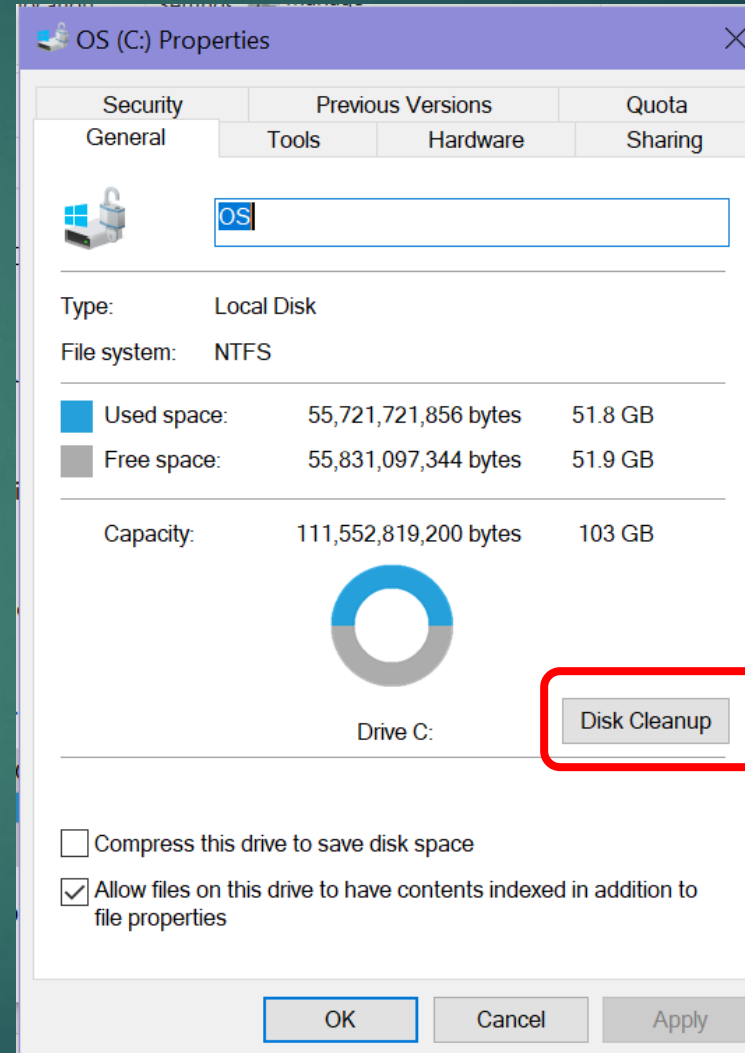 OS (C:) Properties
Security Previous Versions Quota
General Tools Hardware Sharing
OS
Type: Local Disk
File system: NTFS
Used space: 55,721,721,856 bytes 51.8 GB
Free space: 55,831,097,344 bytes 51.9 GB
Capacity: 111,552,819,200 bytes 103 GB
Drive C:
Disk Cleanup
Compress this drive to save disk space
Allow files on this drive to have contents indexed in addition to
file properties
OK Cancel Apply